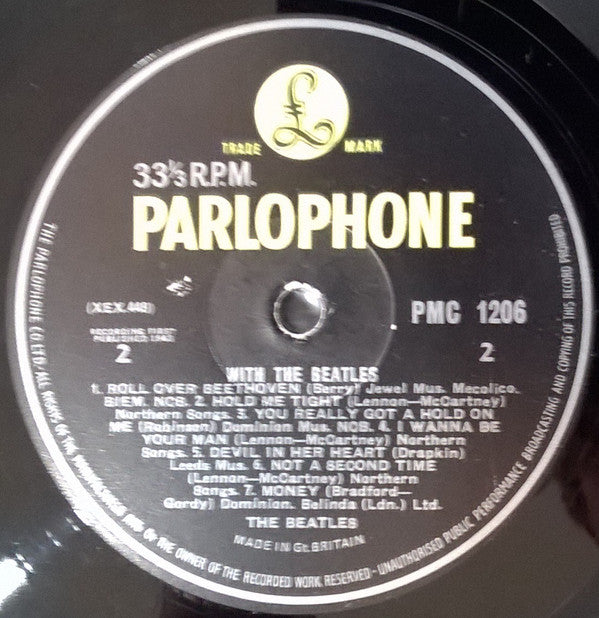 £
TRADE MARK
33⅓ R.P.M.
PARLOPHONE
(XEX.448)
PMC 1206
RECORDING FIRST
PUBLISHED 1963
2
2
WITH THE BEATLES
1. ROLL OVER BEETHOVEN (Berry) Jewel Mus. Mecolico.
BIEM. NCB. 2. HOLD ME TIGHT (Lennon—McCartney)
Northern Songs. 3. YOU REALLY GOT A HOLD ON
ME (Robinson) Dominion Mus. NCB. 4. I WANNA BE
YOUR MAN (Lennon—McCartney) Northern
Songs. 5. DEVIL IN HER HEART (Drapkin)
Leeds Mus. 6. NOT A SECOND TIME
(Lennon—McCartney) Northern
Songs. 7. MONEY (Bradford—
Gordy) Dominion, Belinda (Ldn.) Ltd.
THE BEATLES
MADE IN Gt. BRITAIN
THE PARLOPHONE CO. LTD. ALL RIGHTS OF THE AND OF THE OWNER OF THE RECORDED WORK RESERVED – UNAUTHORISED PUBLIC PERFORMANCE BROADCASTING AND COPYING OF THIS RECORD PROHIBITED